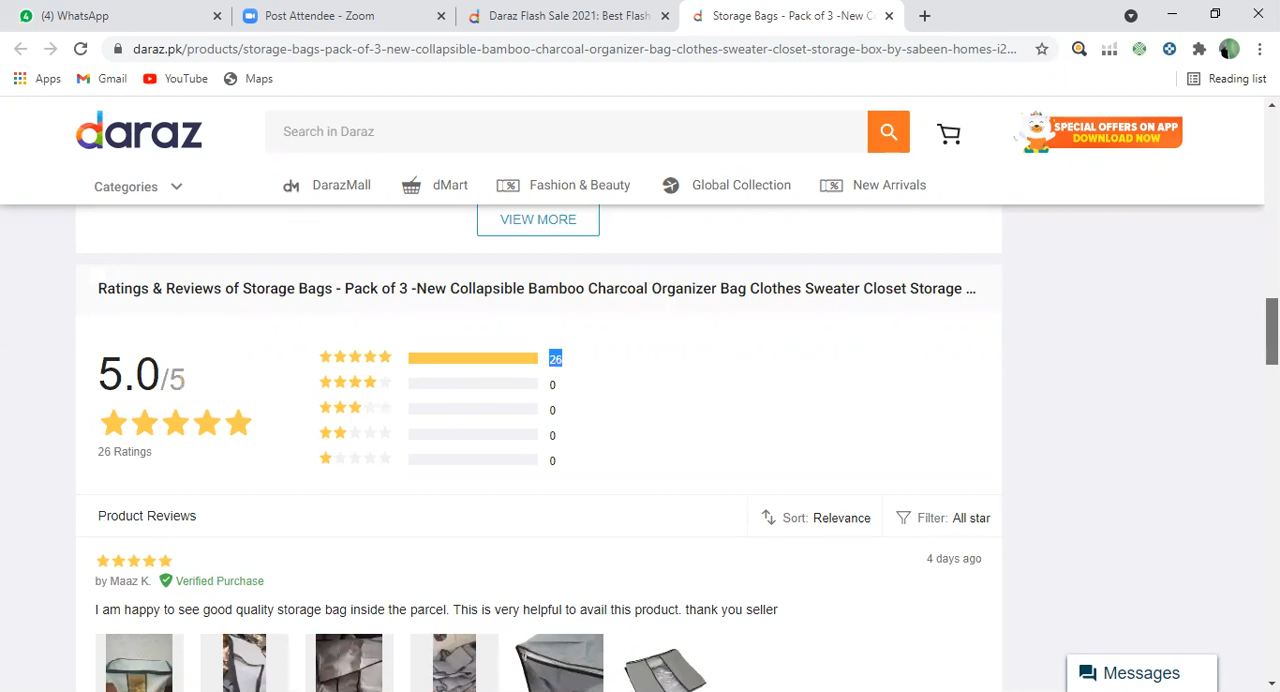 (4) WhatsApp
Post Attendee - Zoom
Daraz Flash Sale 2021: Best Flash
Storage Bags - Pack of 3 -New C
daraz.pk/products/storage-bags-pack-of-3-new-collapsible-bamboo-charcoal-organizer-bag-clothes-sweater-closet-storage-box-by-sabeen-homes-i2...
Apps
Gmail
YouTube
Maps
Reading list
daraz
Search in Daraz
SPECIAL OFFERS ON APP
DOWNLOAD NOW
Categories
DarazMall
dMart
Fashion & Beauty
Global Collection
New Arrivals
VIEW MORE
Ratings & Reviews of Storage Bags - Pack of 3 -New Collapsible Bamboo Charcoal Organizer Bag Clothes Sweater Closet Storage ...
5.0/5
26 Ratings
26
0
0
0
0
Product Reviews
Sort: Relevance
Filter: All star
4 days ago
by Maaz K. Verified Purchase
I am happy to see good quality storage bag inside the parcel. This is very helpful to avail this product. thank you seller
Messages